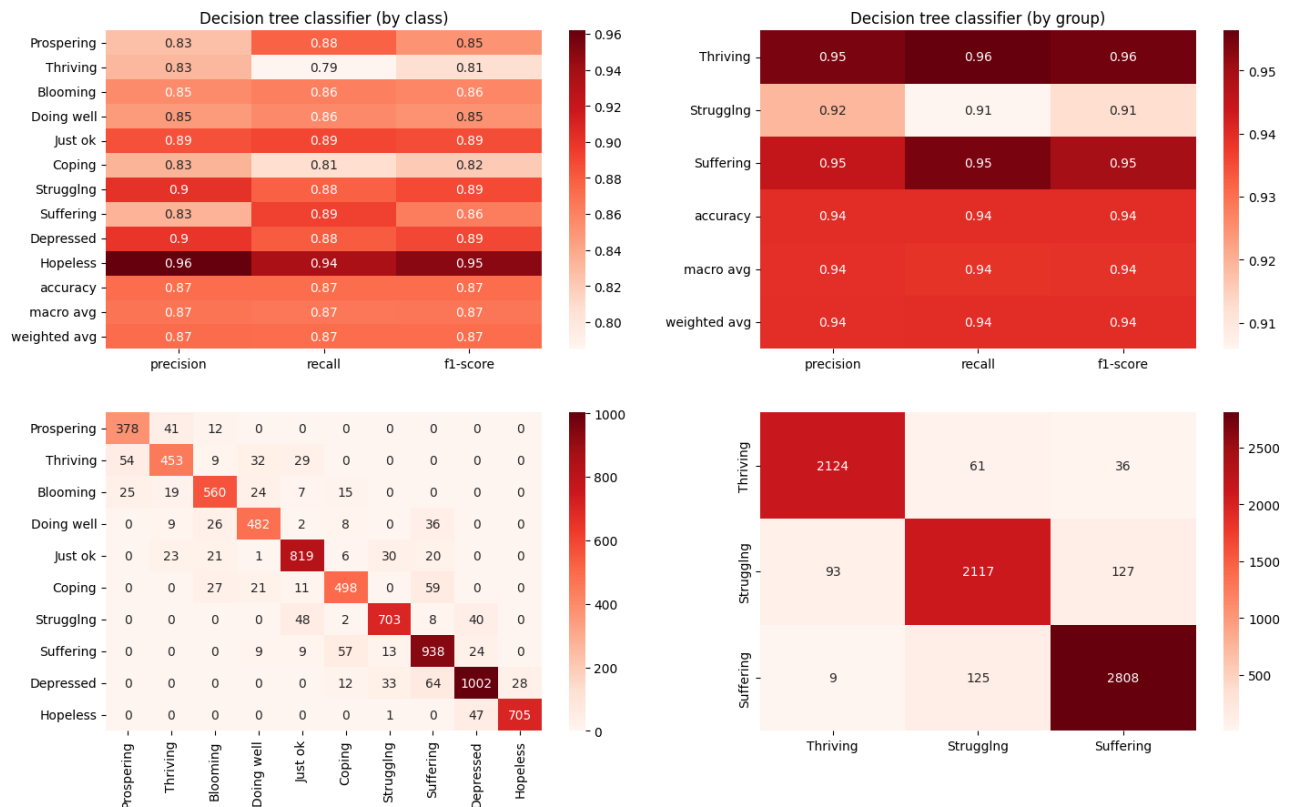 Decision tree classifier (by class)
Prospering 0.83 0.88 0.85
Thriving 0.83 0.79 0.81
Blooming 0.85 0.86 0.86
Doing well 0.85 0.86 0.85
Just ok 0.89 0.89 0.89
Coping 0.83 0.81 0.82
Strugglng 0.9 0.88 0.89
Suffering 0.83 0.89 0.86
Depressed 0.9 0.88 0.89
Hopeless 0.96 0.94 0.95
accuracy 0.87 0.87 0.87
macro avg 0.87 0.87 0.87
weighted avg 0.87 0.87 0.87
precision recall f1-score
0.96
0.94
0.92
0.90
0.88
0.86
0.84
0.82
0.80
Decision tree classifier (by group)
Thriving 0.95 0.96 0.96
Strugglng 0.92 0.91 0.91
Suffering 0.95 0.95 0.95
accuracy 0.94 0.94 0.94
macro avg 0.94 0.94 0.94
weighted avg 0.94 0.94 0.94
precision recall f1-score
0.95
0.94
0.93
0.92
0.91
Prospering 378 41 12 0 0 0 0 0 0 0
Thriving 54 453 9 32 29 0 0 0 0 0
Blooming 25 19 560 24 7 15 0 0 0 0
Doing well 0 9 26 482 2 8 0 36 0 0
Just ok 0 23 21 1 819 6 30 20 0 0
Coping 0 0 27 21 11 498 0 59 0 0
Strugglng 0 0 0 0 48 2 703 8 40 0
Suffering 0 0 0 9 9 57 13 938 24 0
Depressed 0 0 0 0 0 12 33 64 1002 28
Hopeless 0 0 0 0 0 0 1 0 47 705
Prospering Thriving Blooming Doing well Just ok Coping Strugglng Suffering Depressed Hopeless
1000
800
600
400
200
0
Thriving 2124 61 36
Strugglng 93 2117 127
Suffering 9 125 2808
Thriving Strugglng Suffering
2500
2000
1500
1000
500